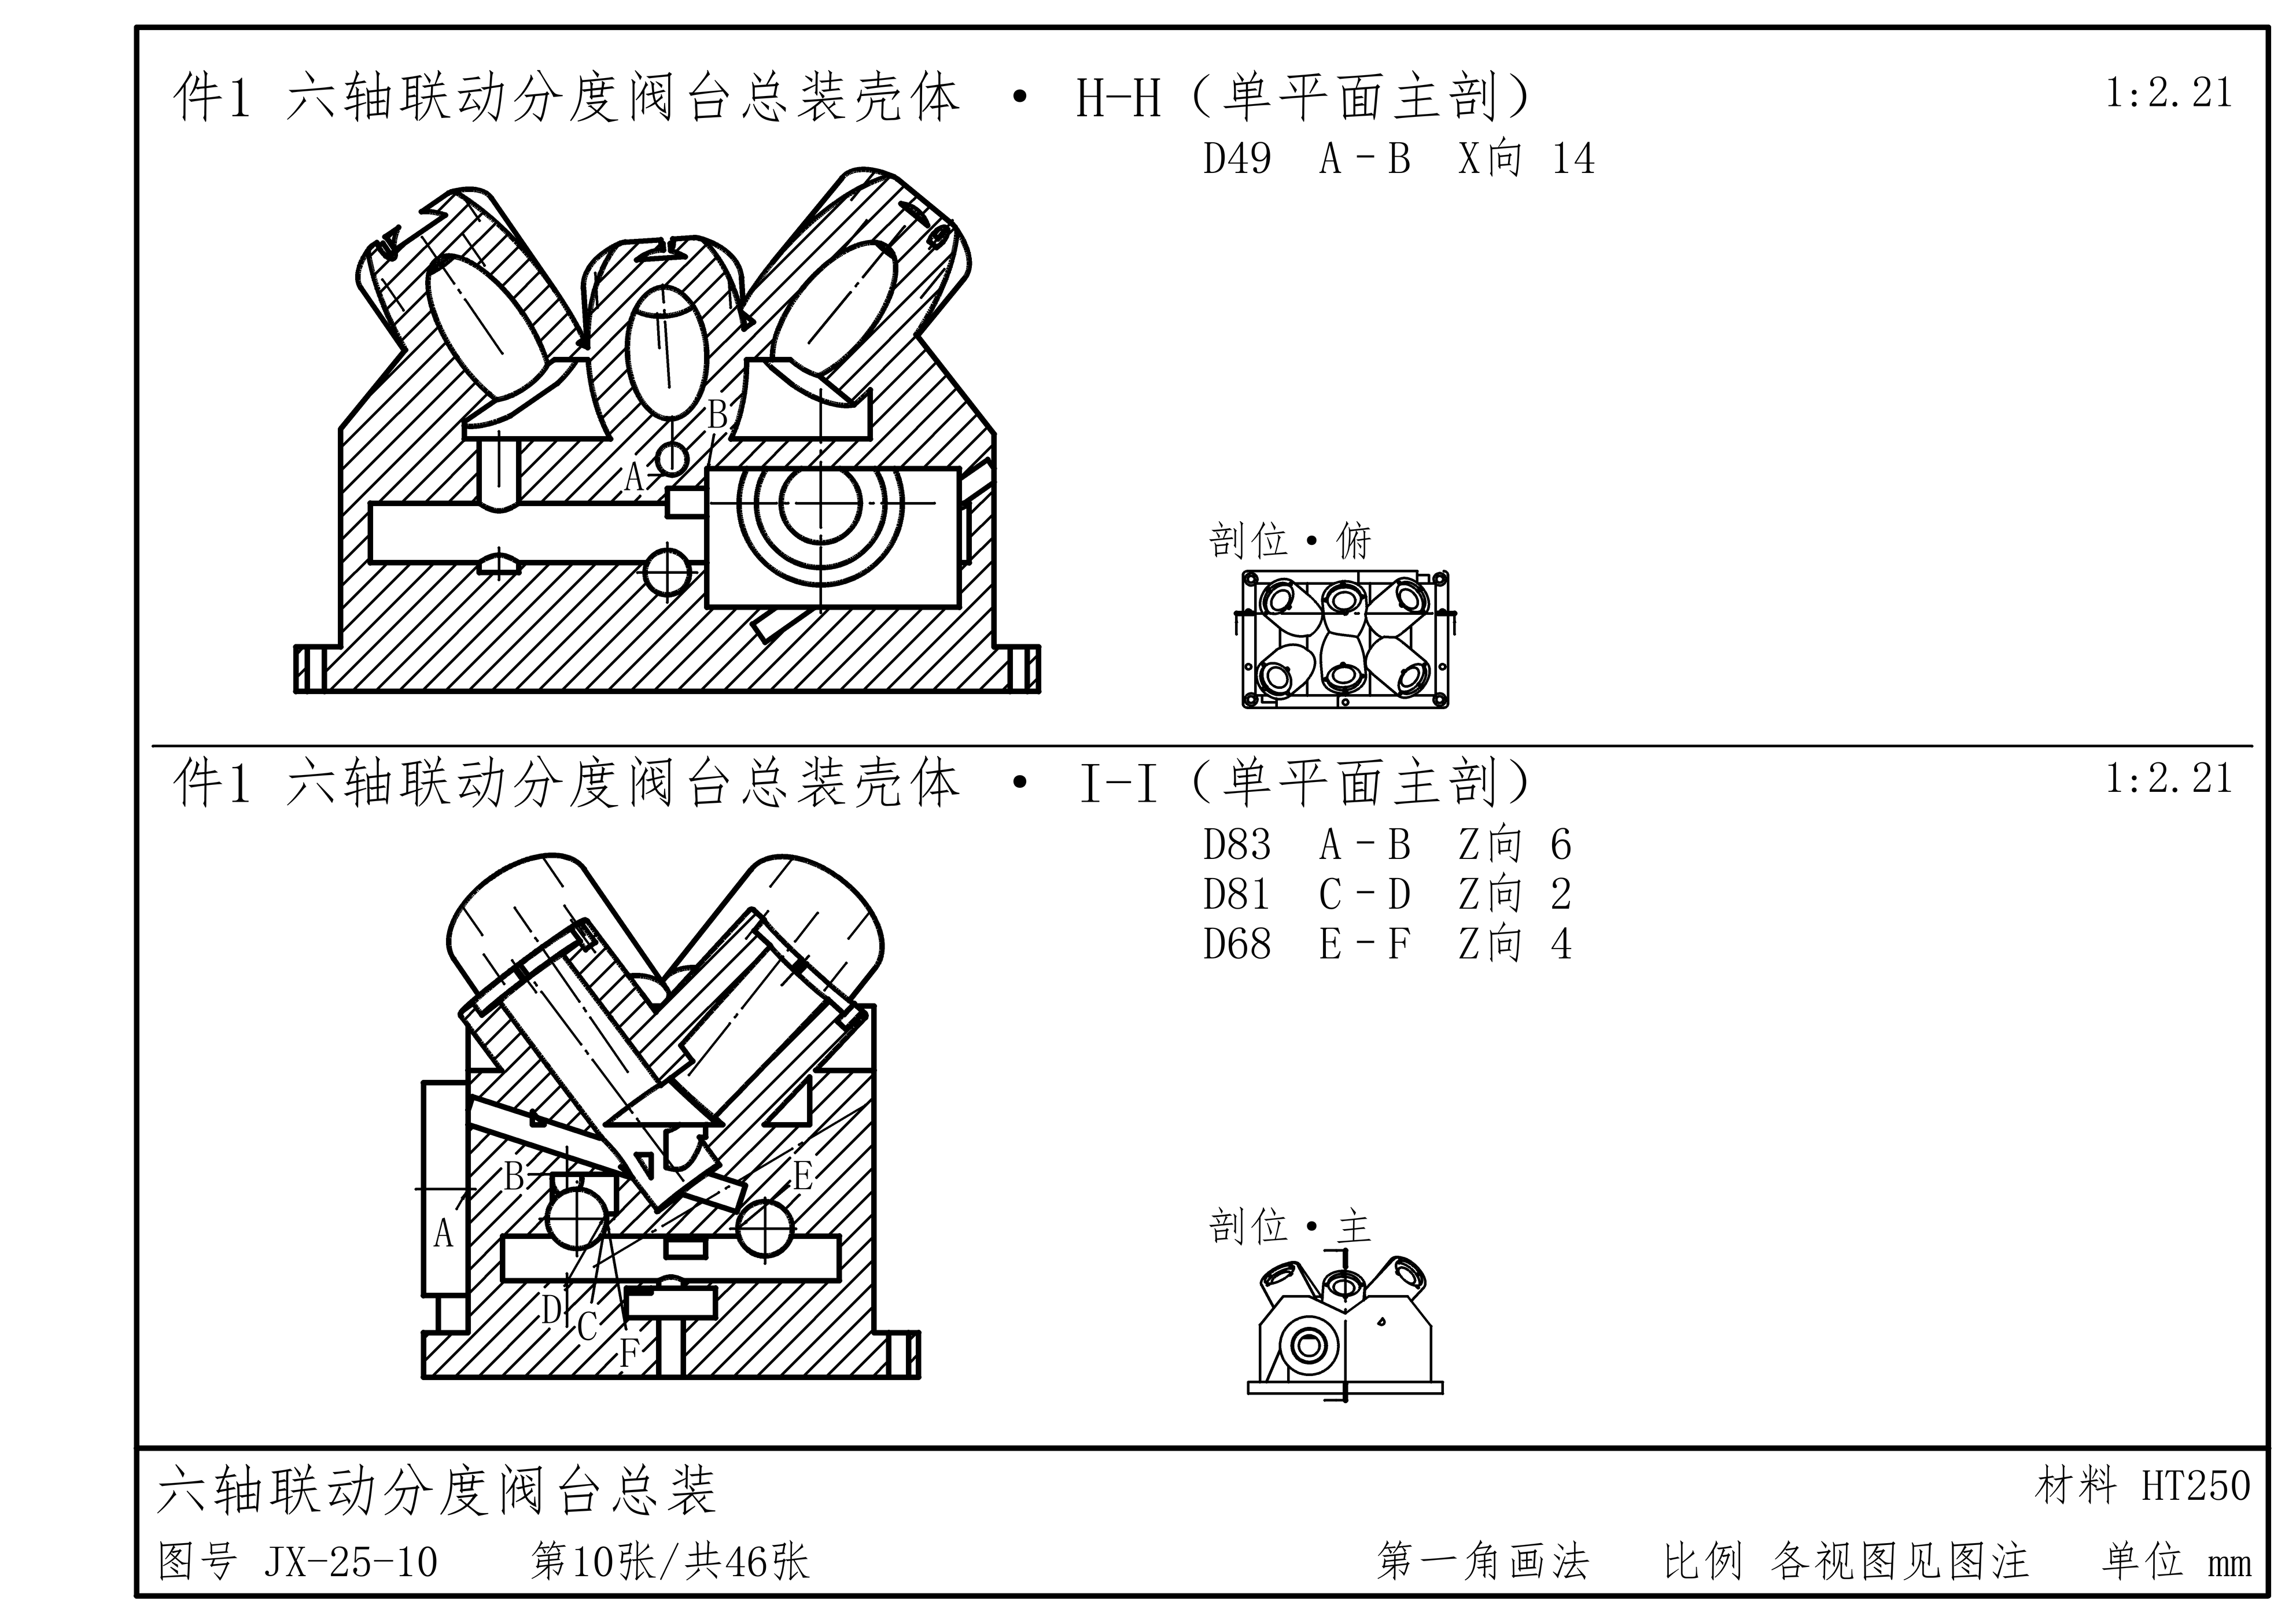 件1 六轴联动分度阀台总装壳体 · H-H（单平面主剖） 1:2.21
D49 A-B X向 14
B
A
剖位·俯
件1 六轴联动分度阀台总装壳体 · I-I（单平面主剖） 1:2.21
D83 A-B Z向 6
D81 C-D Z向 2
D68 E-F Z向 4
B E
A
剖位·主
D C
F
六轴联动分度阀台总装 材料 HT250
图号 JX-25-10 第10张/共46张 第一角画法 比例 各视图见图注 单位 mm